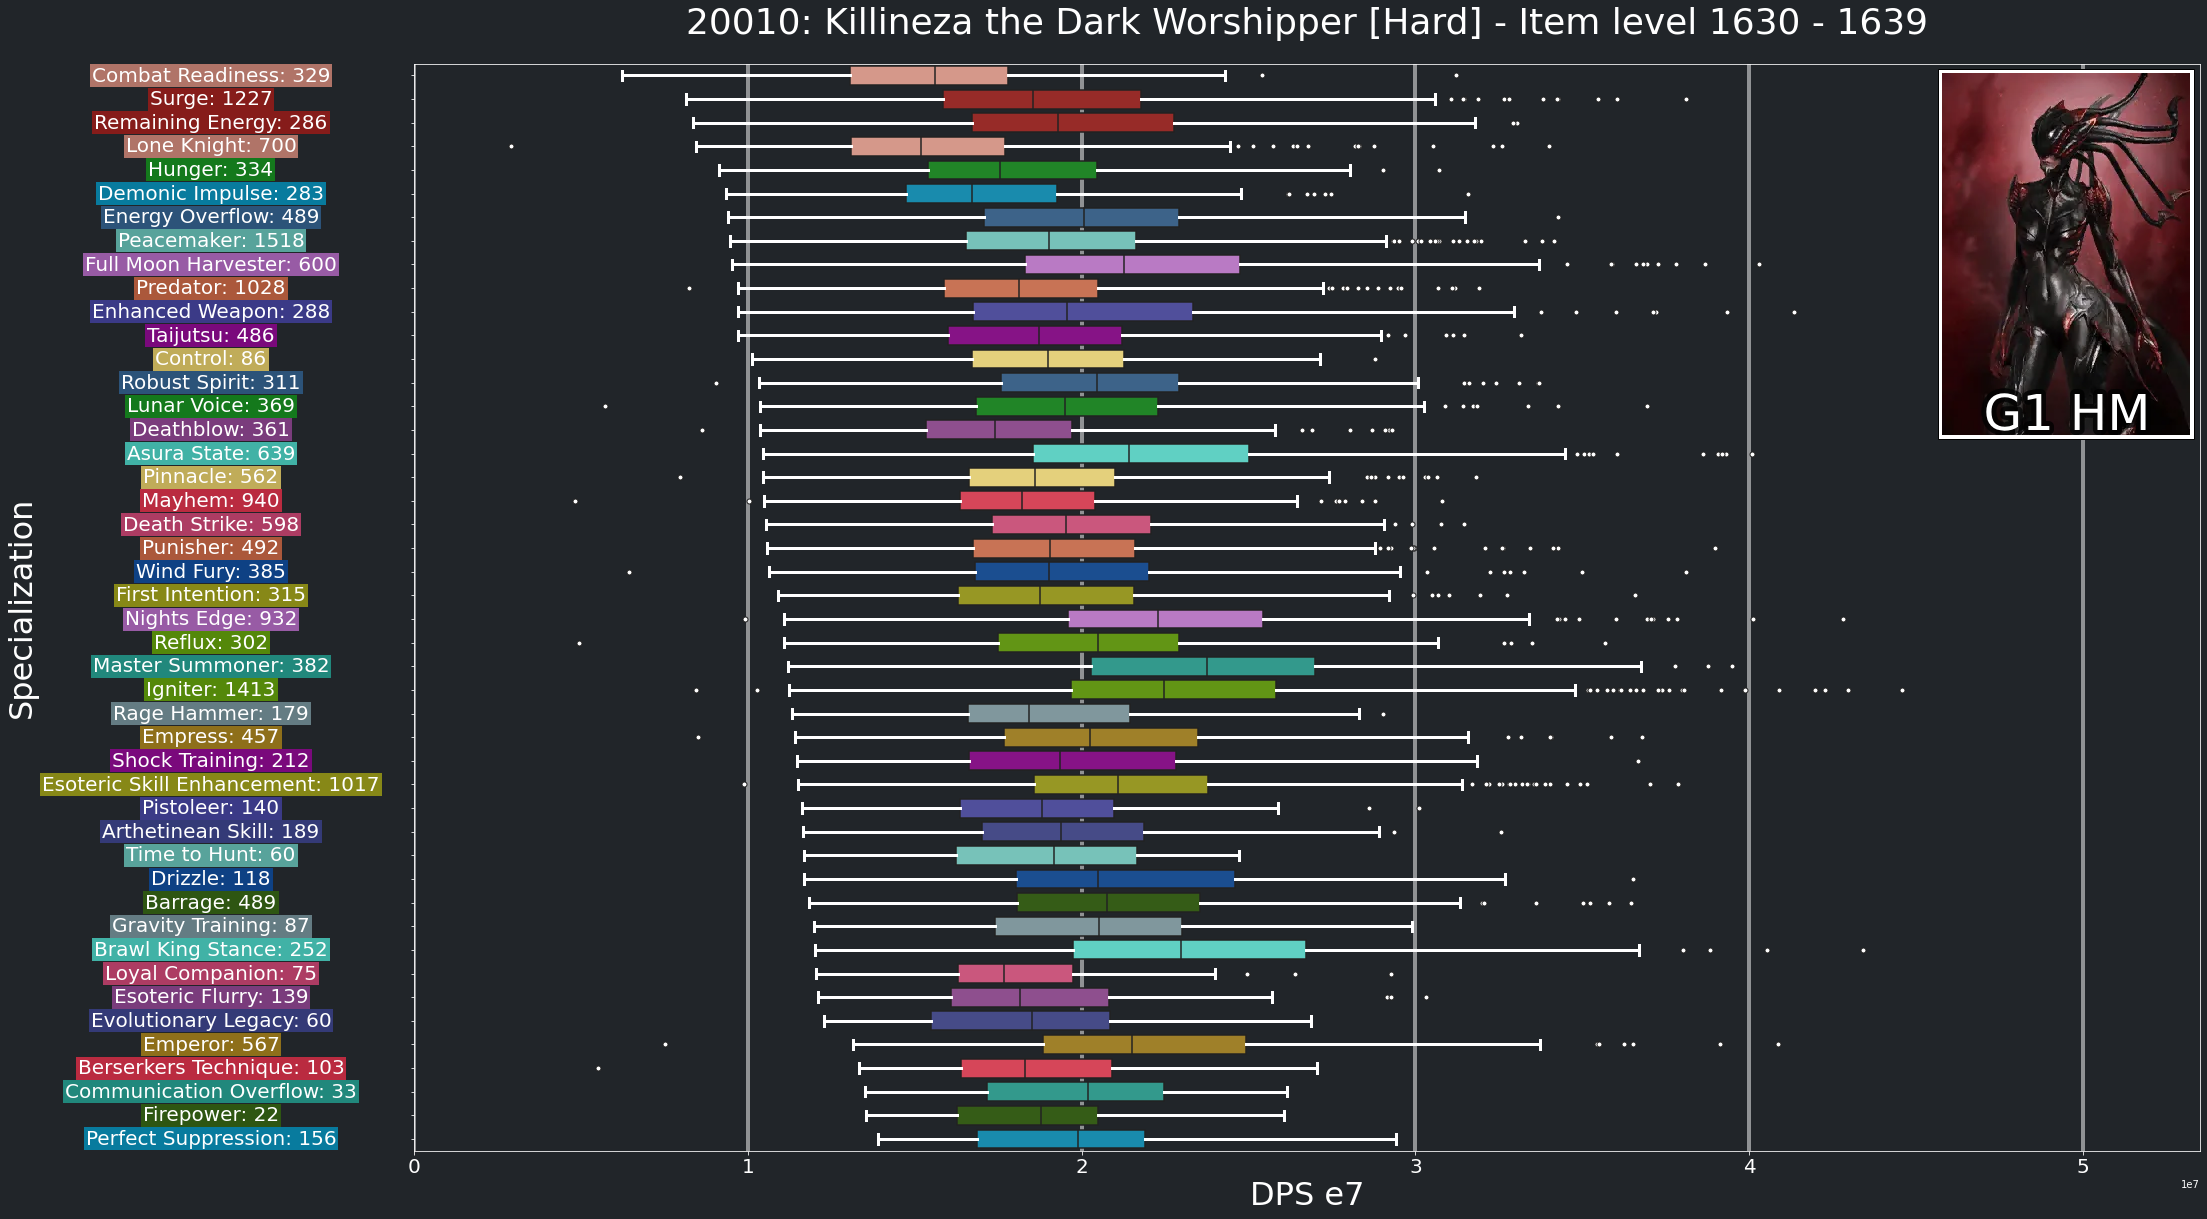 20010: Killineza the Dark Worshipper [Hard] - Item level 1630 - 1639
Specialization
Combat Readiness: 329
Surge: 1227
Remaining Energy: 286
Lone Knight: 700
Hunger: 334
Demonic Impulse: 283
Energy Overflow: 489
Peacemaker: 1518
Full Moon Harvester: 600
Predator: 1028
Enhanced Weapon: 288
Taijutsu: 486
Control: 86
Robust Spirit: 311
Lunar Voice: 369
Deathblow: 361
Asura State: 639
Pinnacle: 562
Mayhem: 940
Death Strike: 598
Punisher: 492
Wind Fury: 385
First Intention: 315
Nights Edge: 932
Reflux: 302
Master Summoner: 382
Igniter: 1413
Rage Hammer: 179
Empress: 457
Shock Training: 212
Esoteric Skill Enhancement: 1017
Pistoleer: 140
Arthetinean Skill: 189
Time to Hunt: 60
Drizzle: 118
Barrage: 489
Gravity Training: 87
Brawl King Stance: 252
Loyal Companion: 75
Esoteric Flurry: 139
Evolutionary Legacy: 60
Emperor: 567
Berserkers Technique: 103
Communication Overflow: 33
Firepower: 22
Perfect Suppression: 156
G1 HM
0 1 2 3 4 5
DPS e7
1e7